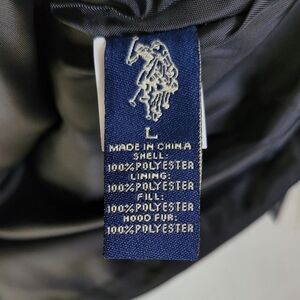 L
MADE IN CHINA
SHELL:
100%POLYESTER
LINING:
100%POLYESTER
FILL:
100%POLYESTER
HOOD FUR:
100%POLYESTER